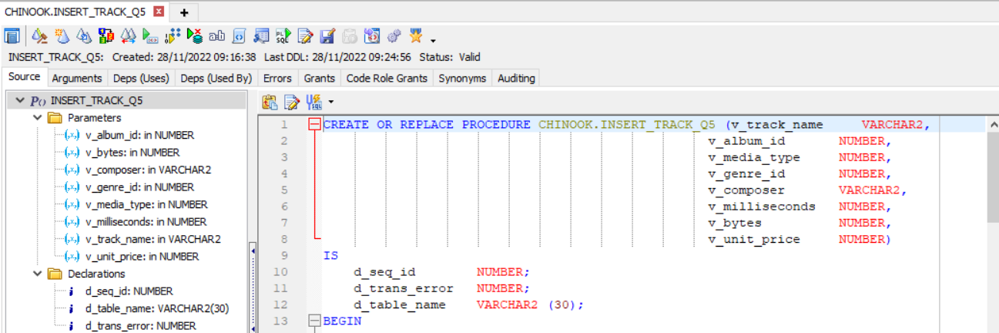 CHINOOK.INSERT_TRACK_Q5
INSERT_TRACK_Q5: Created: 28/11/2022 09:16:38 Last DDL: 28/11/2022 09:24:56 Status: Valid
Source Arguments Deps (Uses) Deps (Used By) Errors Grants Code Role Grants Synonyms Auditing
INSERT_TRACK_Q5
Parameters
v_album_id: in NUMBER
v_bytes: in NUMBER
v_composer: in VARCHAR2
v_genre_id: in NUMBER
v_media_type: in NUMBER
v_milliseconds: in NUMBER
v_track_name: in VARCHAR2
v_unit_price: in NUMBER
Declarations
d_seq_id: NUMBER
d_table_name: VARCHAR2(30)
d_trans_error: NUMBER
1 CREATE OR REPLACE PROCEDURE CHINOOK.INSERT_TRACK_Q5 (v_track_name VARCHAR2,
2 v_album_id NUMBER,
3 v_media_type NUMBER,
4 v_genre_id NUMBER,
5 v_composer VARCHAR2,
6 v_milliseconds NUMBER,
7 v_bytes NUMBER,
8 v_unit_price NUMBER)
9 IS
10 d_seq_id NUMBER;
11 d_trans_error NUMBER;
12 d_table_name VARCHAR2 (30);
13 BEGIN